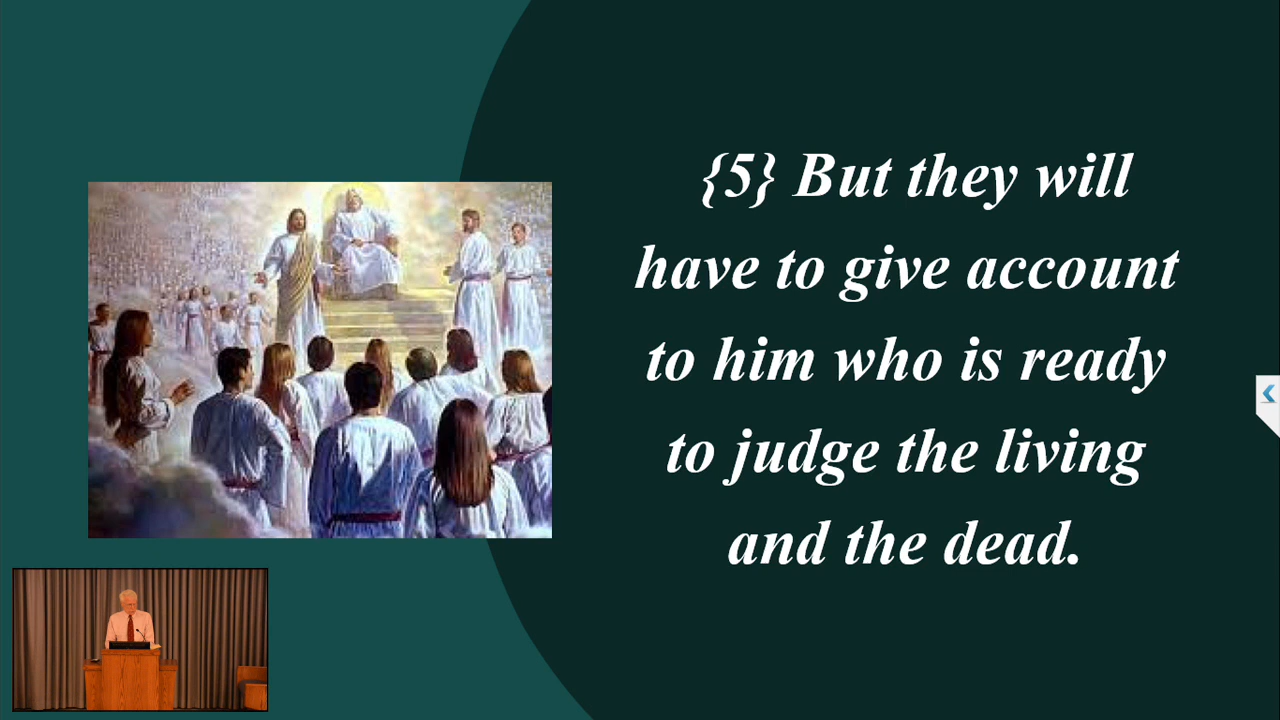 {5} But they will
have to give account
to him who is ready
to judge the living
and the dead.